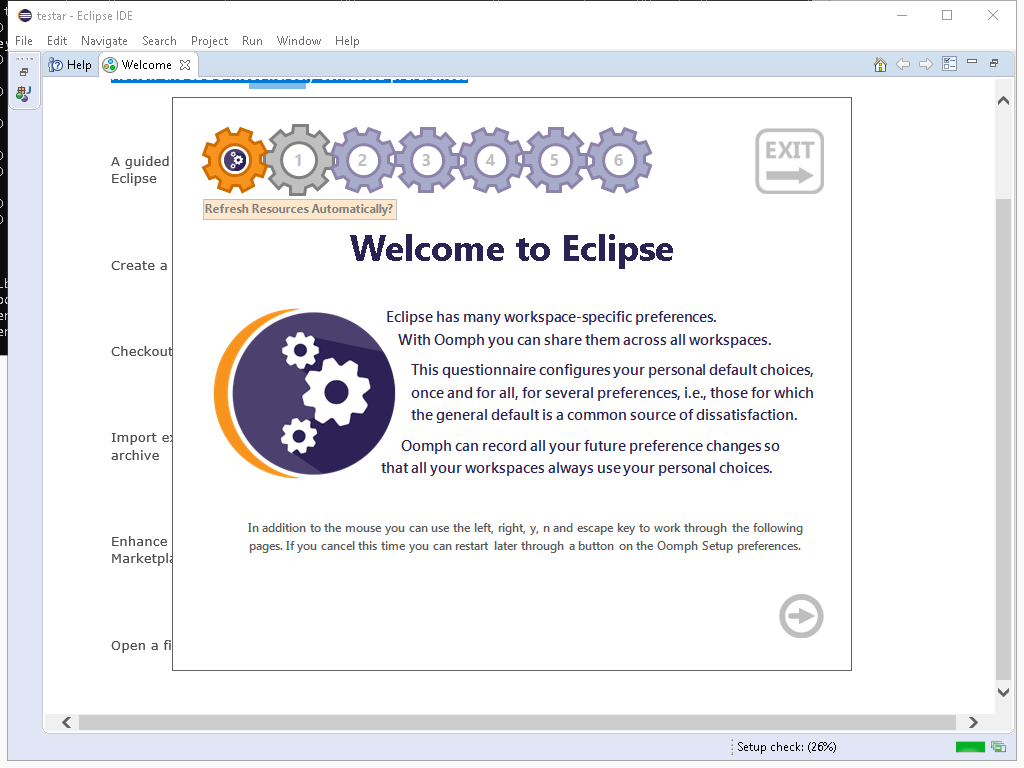 testar - Eclipse IDE
File Edit Navigate Search Project Run Window Help
Help Welcome
1 2 3 4 5 6
EXIT
Refresh Resources Automatically?
Welcome to Eclipse
A guided
Eclipse
Create a
Checkout
Import ex
archive
Enhance
Marketpla
Open a fi
Eclipse has many workspace-specific preferences.
With Oomph you can share them across all workspaces.
This questionnaire configures your personal default choices,
once and for all, for several preferences, i.e., those for which
the general default is a common source of dissatisfaction.
Oomph can record all your future preference changes so
that all your workspaces always use your personal choices.
In addition to the mouse you can use the left, right, y, n and escape key to work through the following
pages. If you cancel this time you can restart later through a button on the Oomph Setup preferences.
Setup check: (26%)